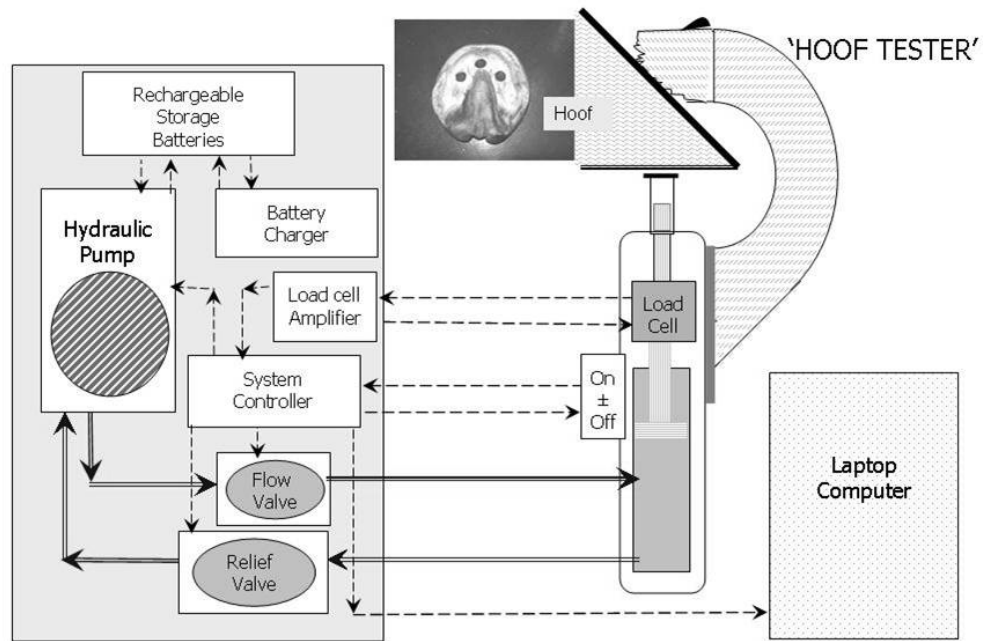 'HOOF TESTER'
Hoof
Rechargeable
Storage
Batteries
Battery
Charger
Hydraulic
Pump
Load cell
Amplifier
Load
Cell
System
Controller
On
±
Off
Flow
Valve
Relief
Valve
Laptop
Computer